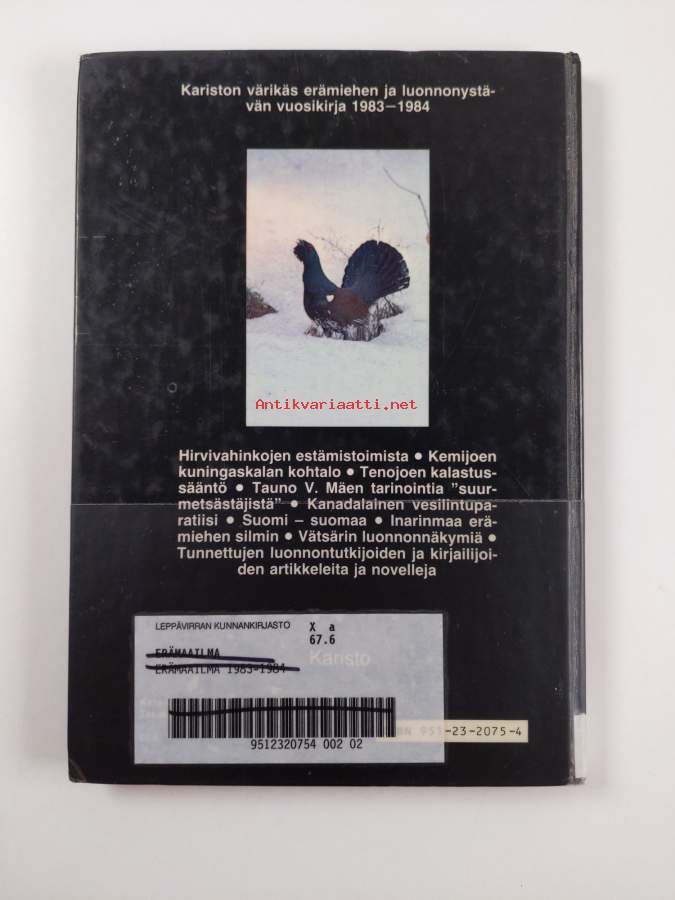 Kariston värikäs erämiehen ja luonnonystä-
vän vuosikirja 1983–1984
Antikvariaatti.net
Hirvivahinkojen estämistoimista ● Kemijoen
kuningaskalan kohtalo ● Tenojoen kalastus-
sääntö ● Tauno V. Mäen tarinointia ”suur-
metsästäjistä” ● Kanadalainen vesilintupa-
ratiisi ● Suomi – suomaa ● Inarinmaa erä-
miehen silmin ● Vätsärin luonnonnäkymiä ●
Tunnettujen luonnontutkijoiden ja kirjailijoi-
den artikkeleita ja novelleja
LEPPÄVIRRAN KUNNANKIRJASTO
X a
67.6
ERÄMAAILMA
ERÄMAAILMA 1983-1984
Karisto
9512320754 002 02
951-23-2075-4